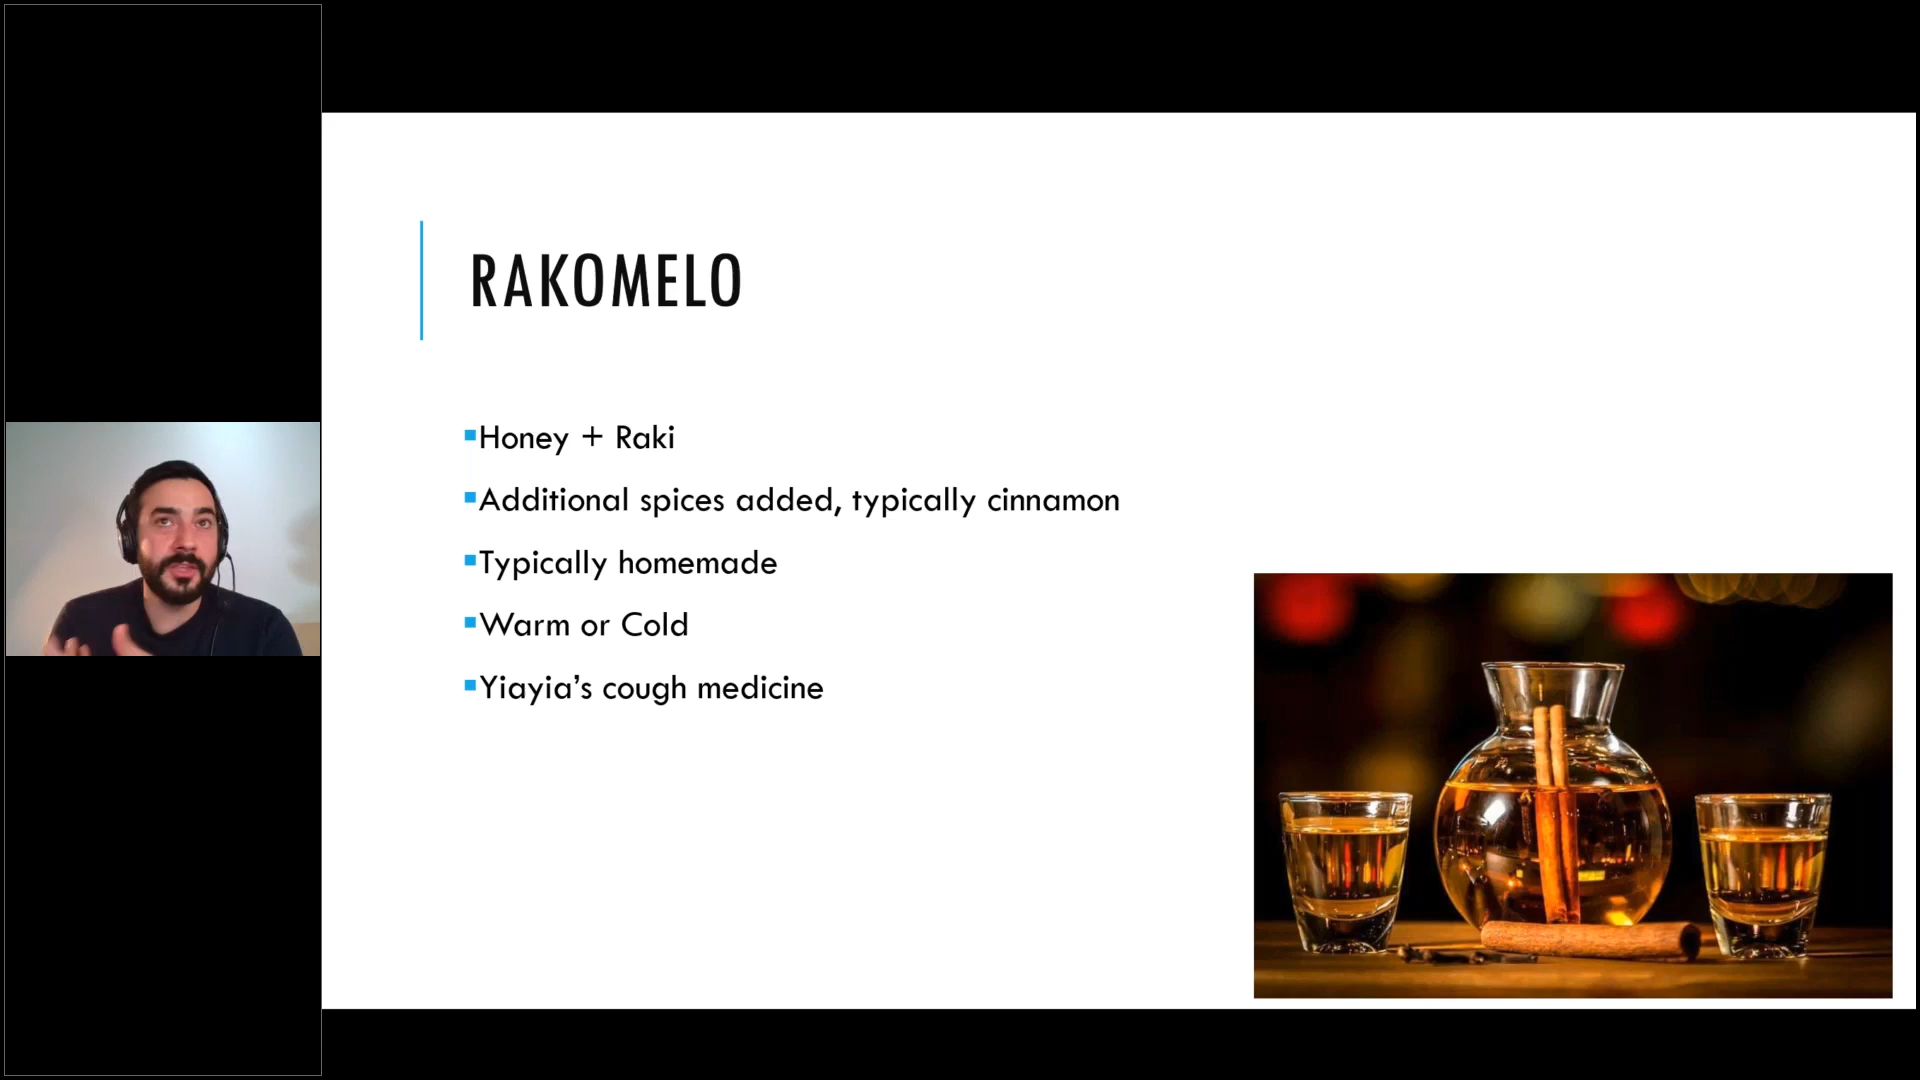 RAKOMELO
Honey + Raki
Additional spices added, typically cinnamon
Typically homemade
Warm or Cold
Yiayia’s cough medicine